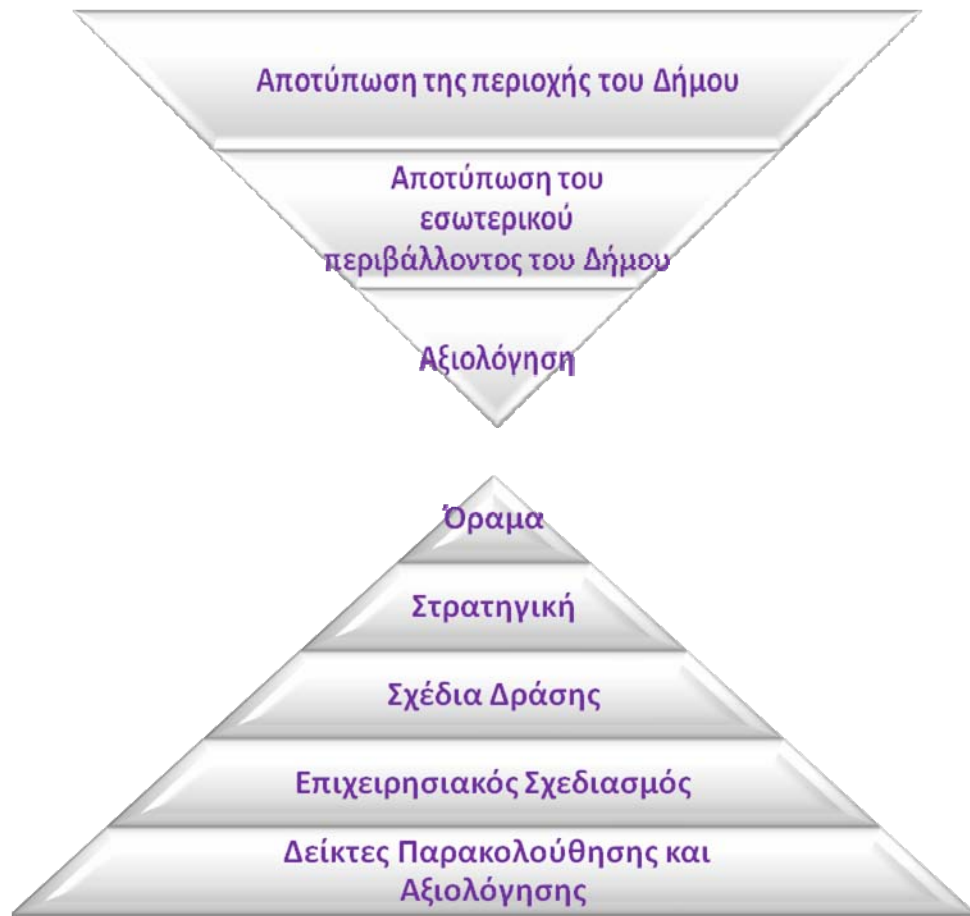 Αποτύπωση της περιοχής του Δήμου
Αποτύπωση του
εσωτερικού
περιβάλλοντος του Δήμου
Αξιολόγηση
Όραμα
Στρατηγική
Σχέδια Δράσης
Επιχειρησιακός Σχεδιασμός
Δείκτες Παρακολούθησης και
Αξιολόγησης